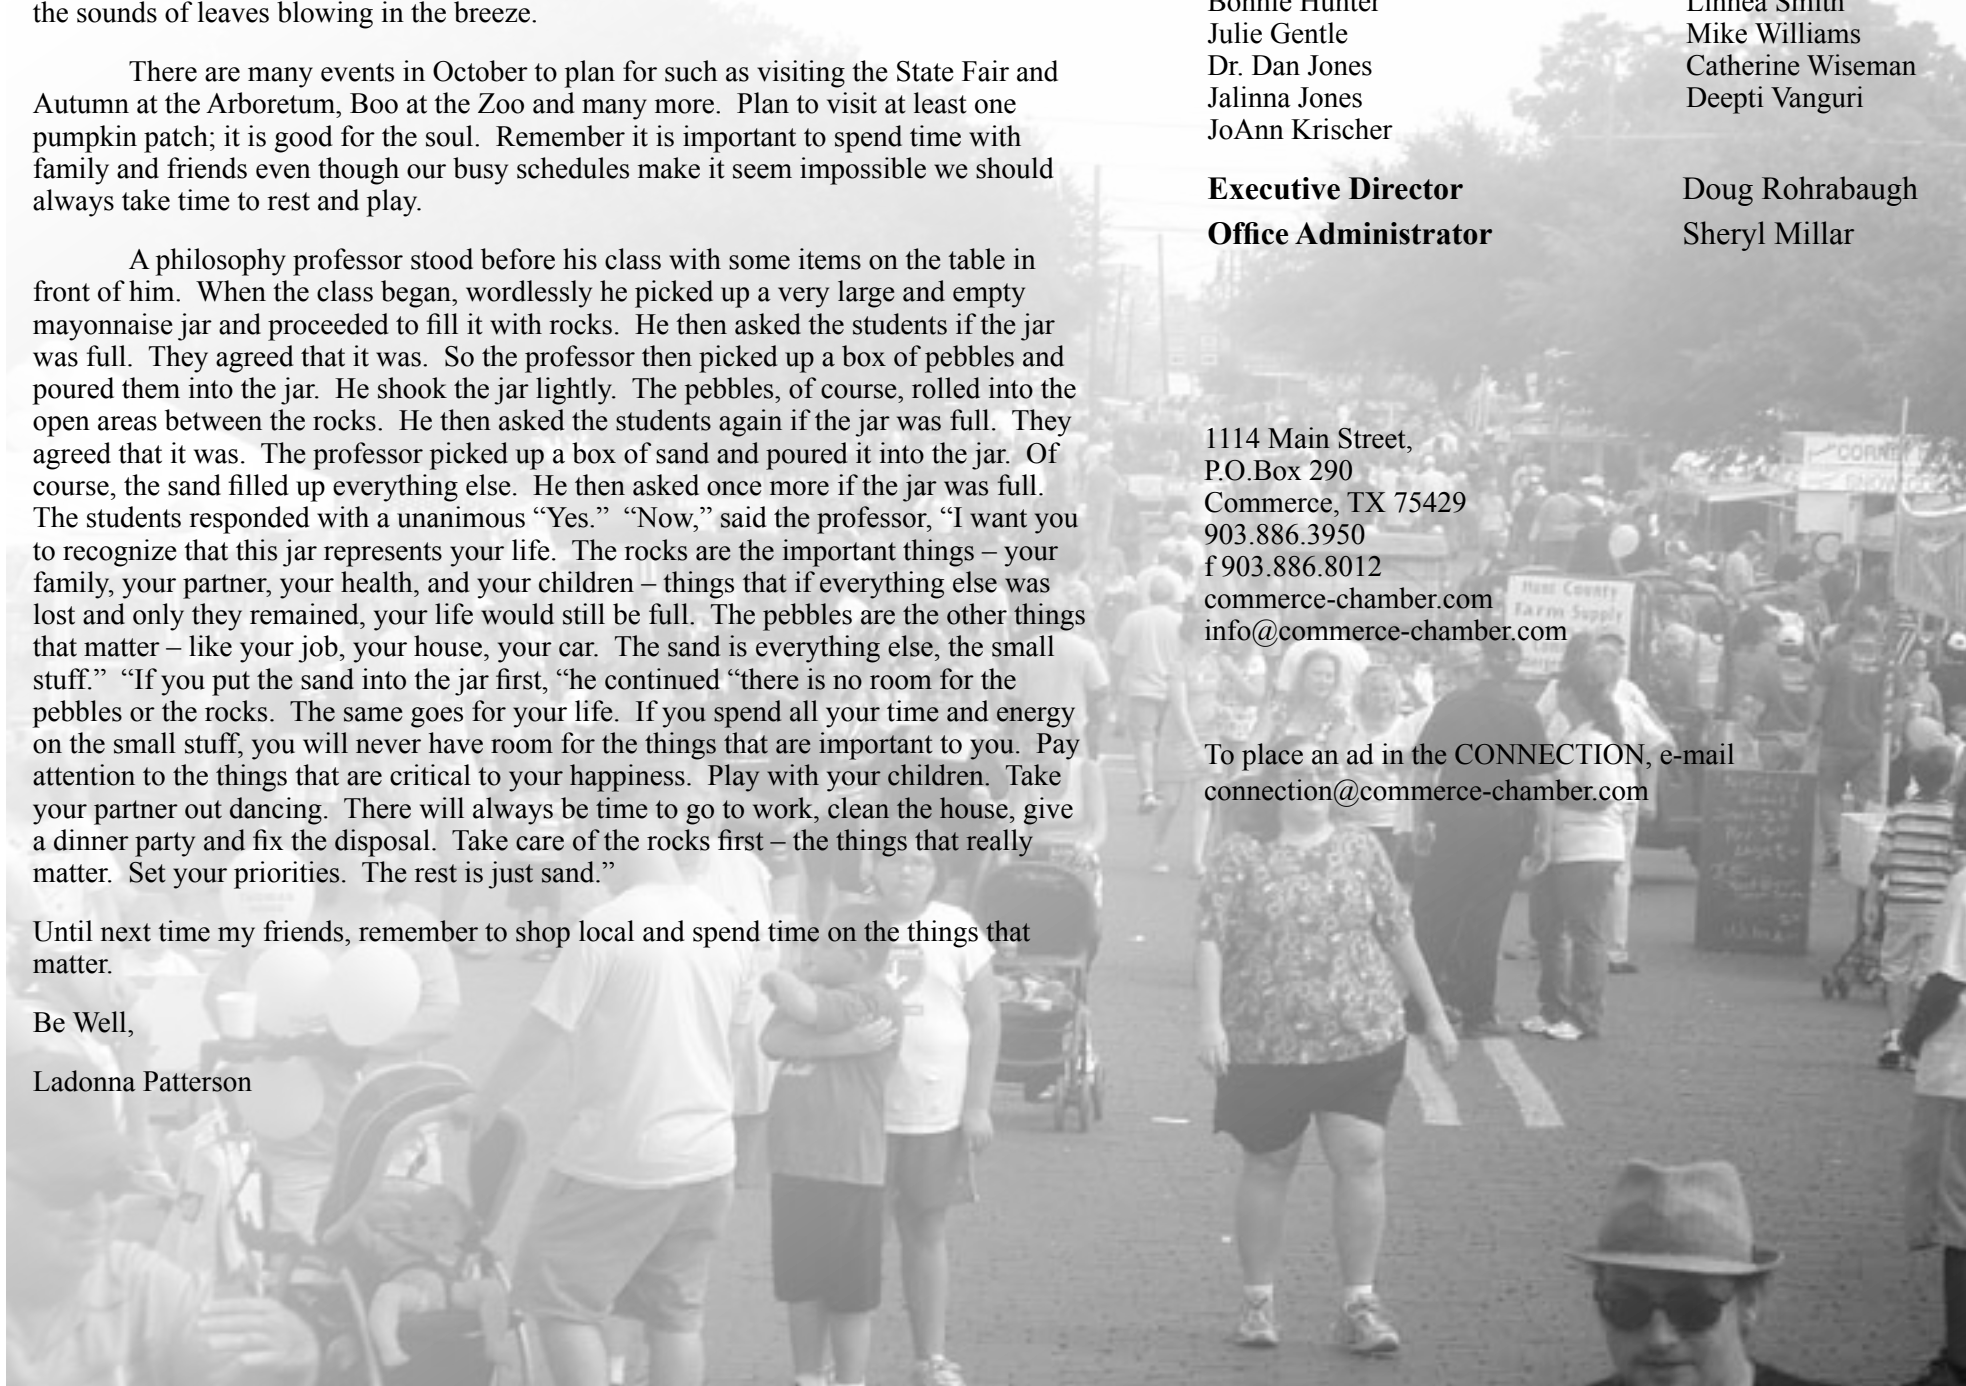 the sounds of leaves blowing in the breeze.
There are many events in October to plan for such as visiting the State Fair and
Autumn at the Arboretum, Boo at the Zoo and many more.  Plan to visit at least one
pumpkin patch; it is good for the soul.  Remember it is important to spend time with
family and friends even though our busy schedules make it seem impossible we should
always take time to rest and play.
A philosophy professor stood before his class with some items on the table in
front of him.  When the class began, wordlessly he picked up a very large and empty
mayonnaise jar and proceeded to fill it with rocks.  He then asked the students if the jar
was full.  They agreed that it was.  So the professor then picked up a box of pebbles and
poured them into the jar.  He shook the jar lightly.  The pebbles, of course, rolled into the
open areas between the rocks.  He then asked the students again if the jar was full.  They
agreed that it was.  The professor picked up a box of sand and poured it into the jar.  Of
course, the sand filled up everything else.  He then asked once more if the jar was full.
The students responded with a unanimous “Yes.”  “Now,” said the professor, “I want you
to recognize that this jar represents your life.  The rocks are the important things – your
family, your partner, your health, and your children – things that if everything else was
lost and only they remained, your life would still be full.  The pebbles are the other things
that matter – like your job, your house, your car.  The sand is everything else, the small
stuff.”  “If you put the sand into the jar first, “he continued “there is no room for the
pebbles or the rocks.  The same goes for your life.  If you spend all your time and energy
on the small stuff, you will never have room for the things that are important to you.  Pay
attention to the things that are critical to your happiness.  Play with your children.  Take
your partner out dancing.  There will always be time to go to work, clean the house, give
a dinner party and fix the disposal.  Take care of the rocks first – the things that really
matter.  Set your priorities.  The rest is just sand.”
Until next time my friends, remember to shop local and spend time on the things that
matter.
Be Well,
Ladonna Patterson
Bonnie Hunter
Julie Gentle
Dr. Dan Jones
Jalinna Jones
JoAnn Krischer
Linnea Smith
Mike Williams
Catherine Wiseman
Deepti Vanguri
Executive Director Doug Rohrabaugh
Office Administrator Sheryl Millar
1114 Main Street,
P.O.Box 290
Commerce, TX 75429
903.886.3950
f 903.886.8012
commerce-chamber.com
info@commerce-chamber.com
To place an ad in the CONNECTION, e-mail
connection@commerce-chamber.com
Hunt County
Farm Supply